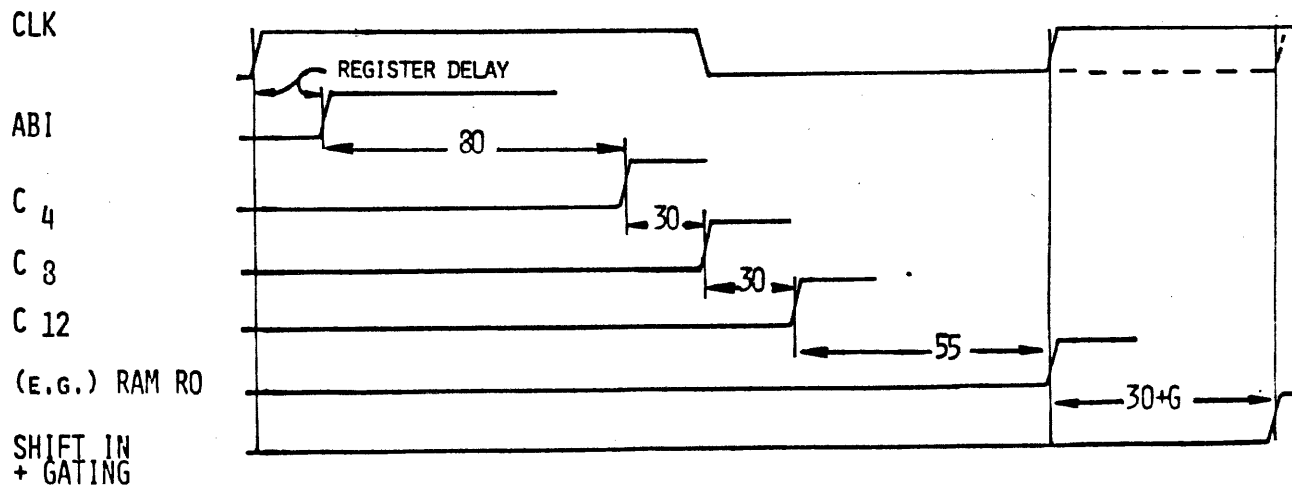 CLK
REGISTER DELAY
ABI
80
C 4
30
C 8
30
C 12
55
(E.G.) RAM RO
30+G
SHIFT IN
+ GATING